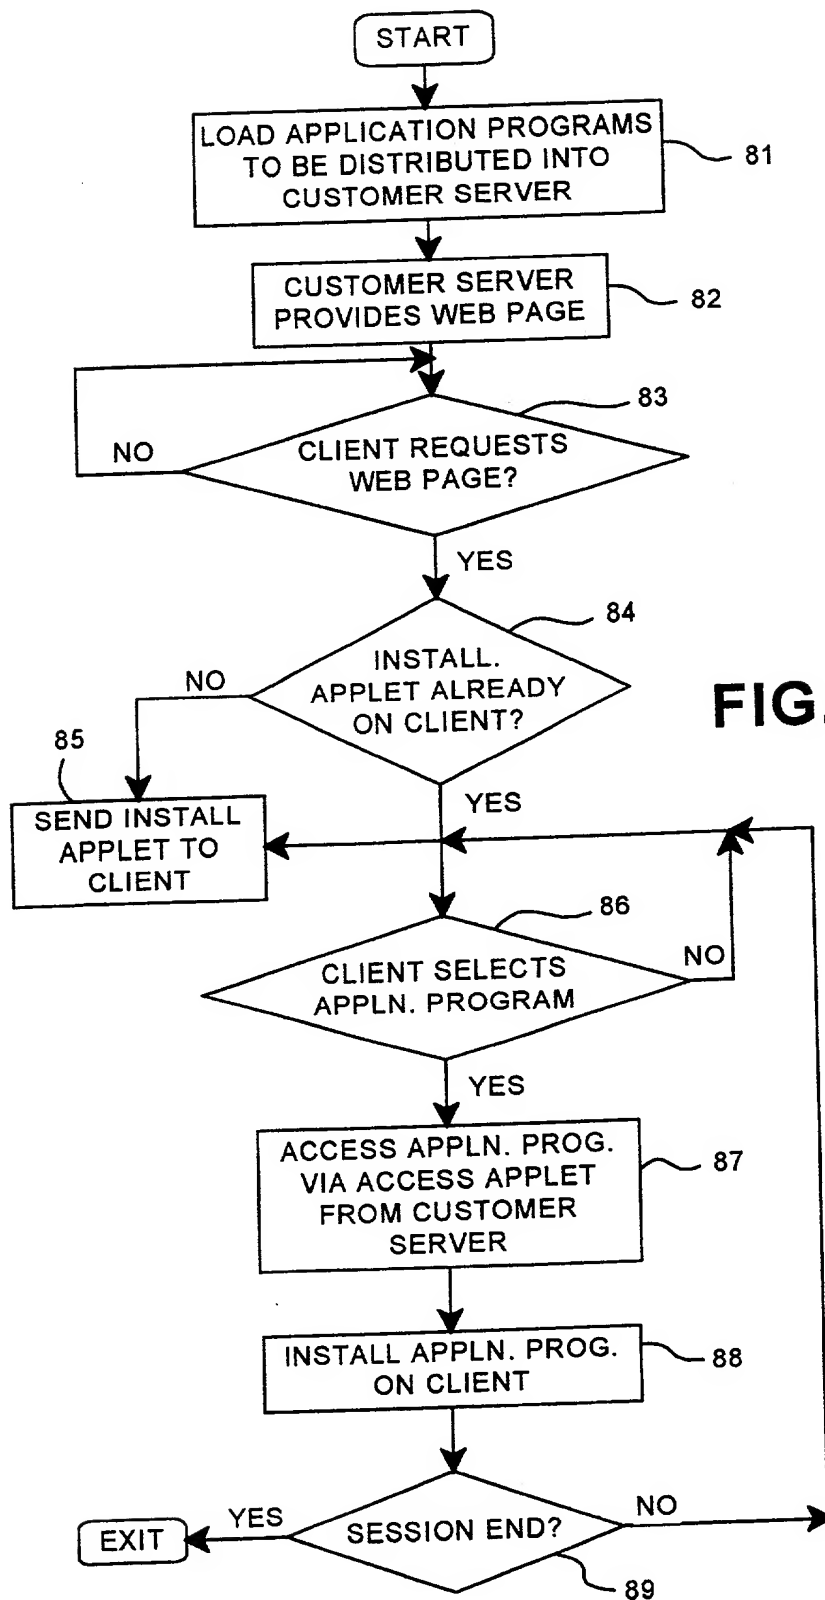 START
LOAD APPLICATION PROGRAMS
TO BE DISTRIBUTED INTO
CUSTOMER SERVER
81
CUSTOMER SERVER
PROVIDES WEB PAGE
82
83
CLIENT REQUESTS
WEB PAGE?
NO
YES
84
INSTALL.
APPLET ALREADY
ON CLIENT?
NO
FIG.
85
YES
SEND INSTALL
APPLET TO
CLIENT
86
CLIENT SELECTS
APPLN. PROGRAM
NO
YES
ACCESS APPLN. PROG.
VIA ACCESS APPLET
FROM CUSTOMER
SERVER
87
INSTALL APPLN. PROG.
ON CLIENT
88
SESSION END?
YES
NO
EXIT
89